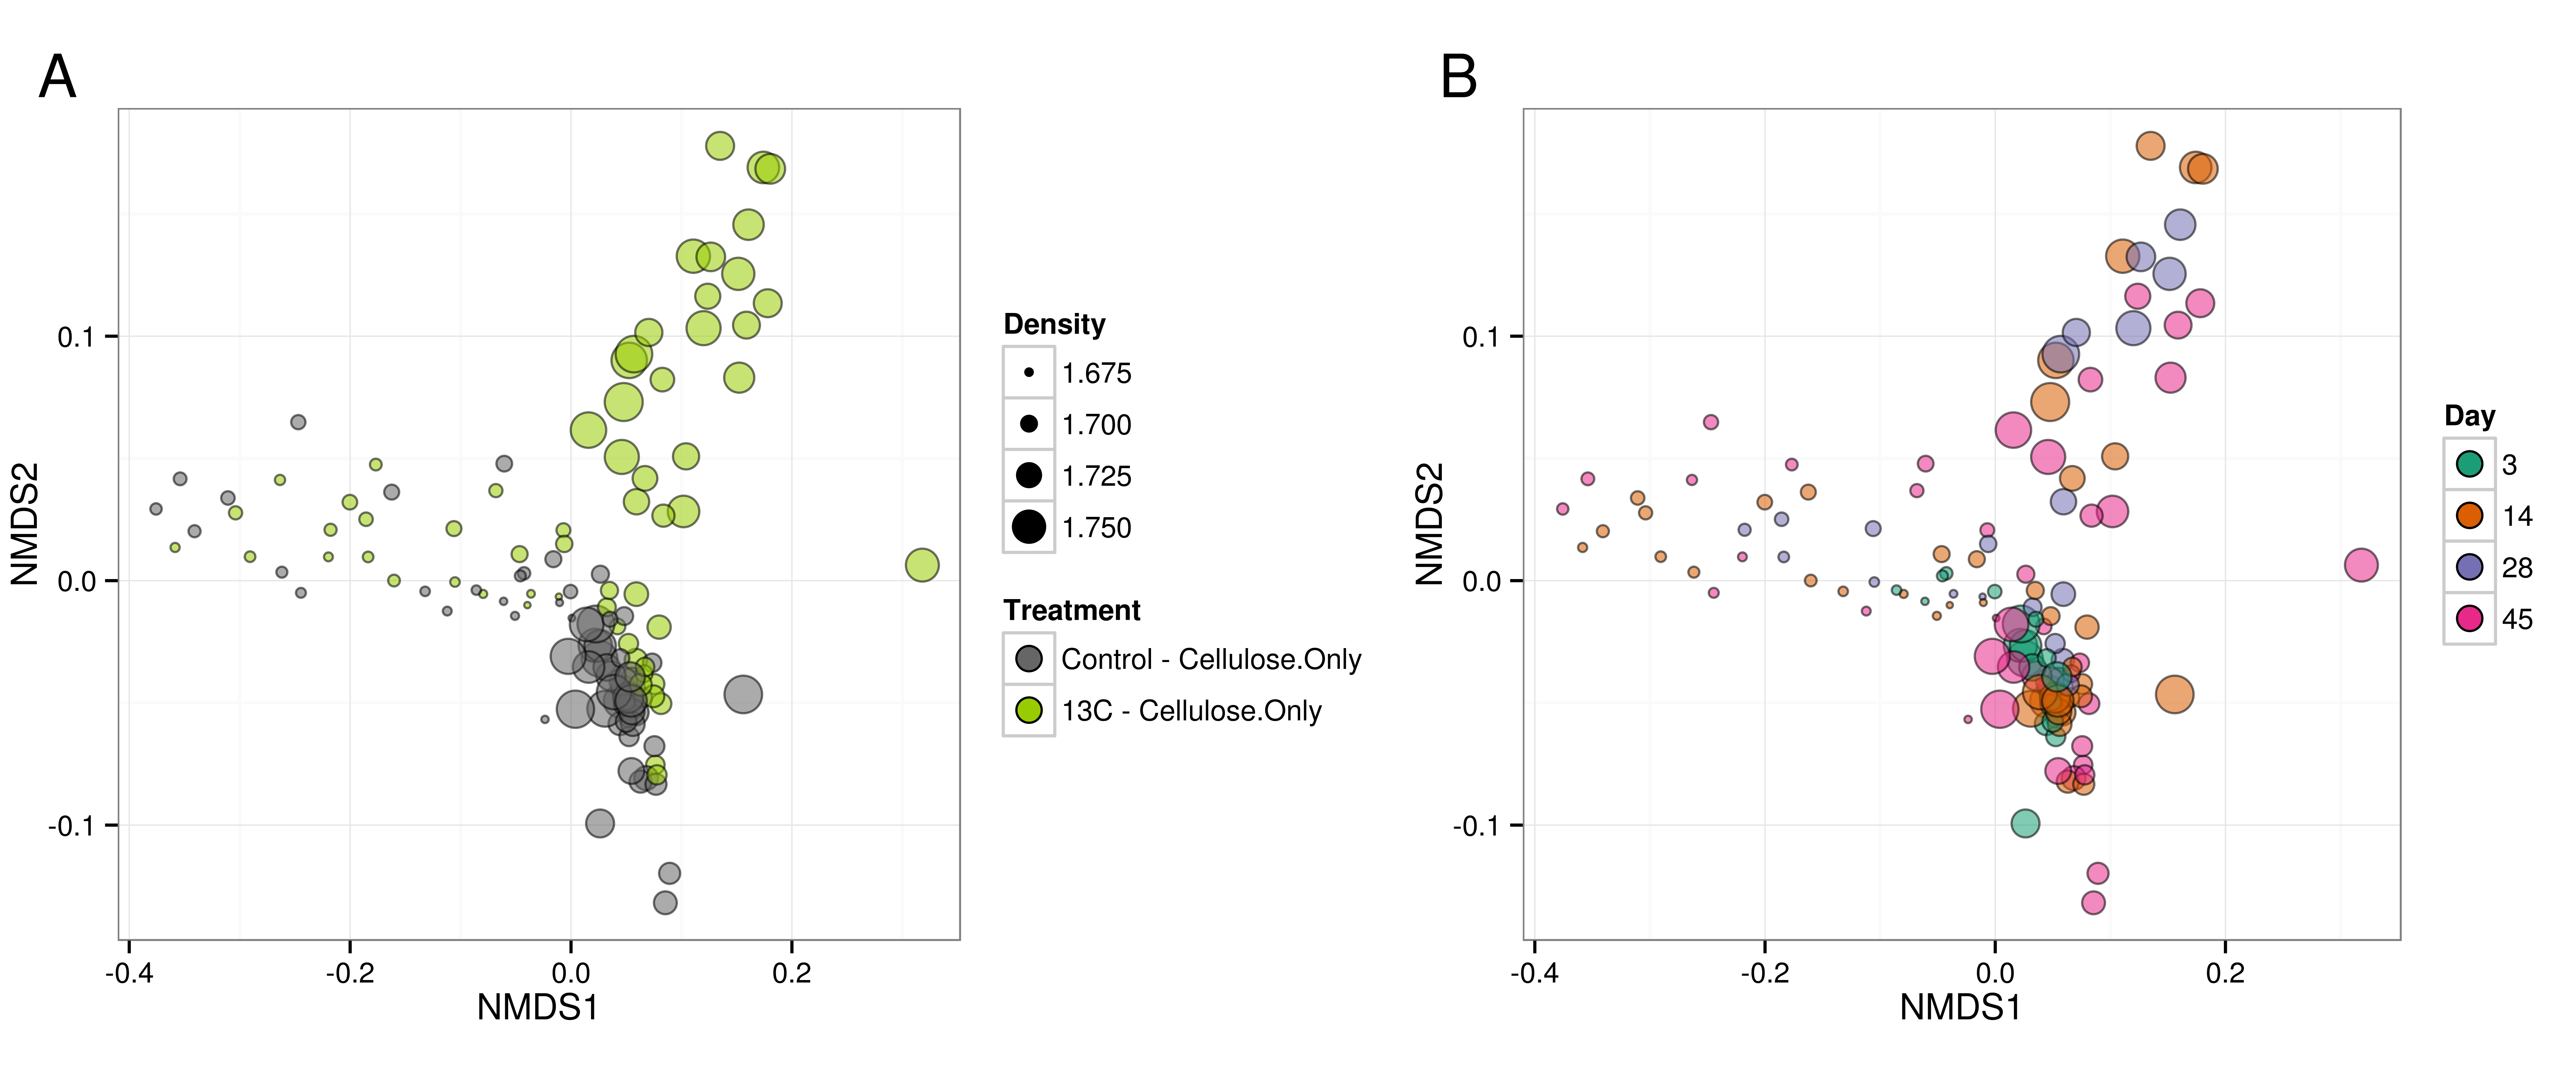 A
0.1
0.0
-0.1
NMDS2
-0.4
-0.2
0.0
0.2
NMDS1
Density
1.675
1.700
1.725
1.750
Treatment
Control - Cellulose.Only
13C - Cellulose.Only
B
0.1
0.0
-0.1
NMDS2
-0.4
-0.2
0.0
0.2
NMDS1
Day
3
14
28
45